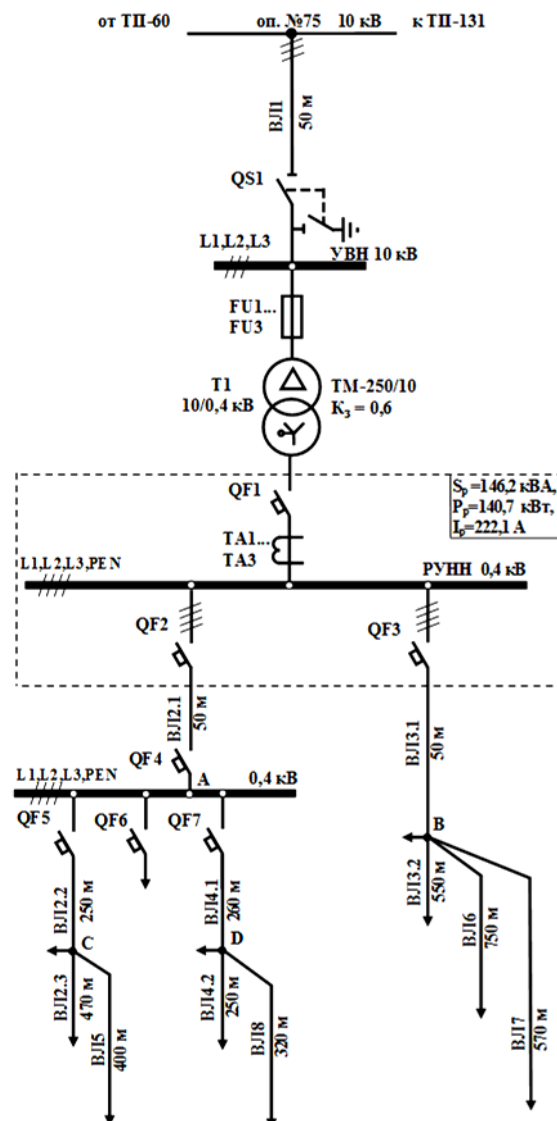 от ТП-60 оп. №75 10 кВ к ТП-131
ВЛ1
50 м
QS1
L1,L2,L3
УВН 10 кВ
FU1...
FU3
T1
10/0,4 кВ
ТМ-250/10
Кз = 0,6
QF1
Sр =146,2 кВА,
Pр=140,7 кВт,
Iр=222,1 А
TA1...
TA3
L1,L2,L3,PEN
РУНН 0,4 кВ
QF2
QF3
ВЛ2.1
50 м
ВЛ3.1
50 м
QF4
A
L1,L2,L3,PEN
0,4 кВ
QF5
QF6
QF7
B
ВЛ2.2
250 м
ВЛ4.1
260 м
ВЛ3.2
550 м
ВЛ6
750 м
ВЛ7
570 м
C
D
ВЛ2.3
470 м
ВЛ5
400 м
ВЛ4.2
250 м
ВЛ8
320 м